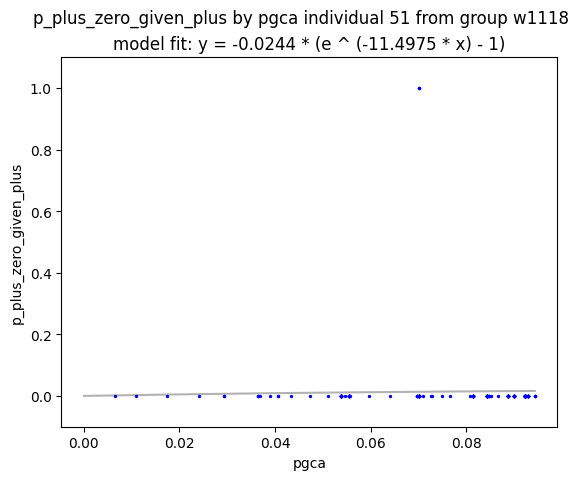 p_plus_zero_given_plus by pgca individual 51 from group w1118
model fit: y = -0.0244 * (e ^ (-11.4975 * x) - 1)
p_plus_zero_given_plus
1.0
0.8
0.6
0.4
0.2
0.0
0.00
0.02
0.04
0.06
0.08
pgca